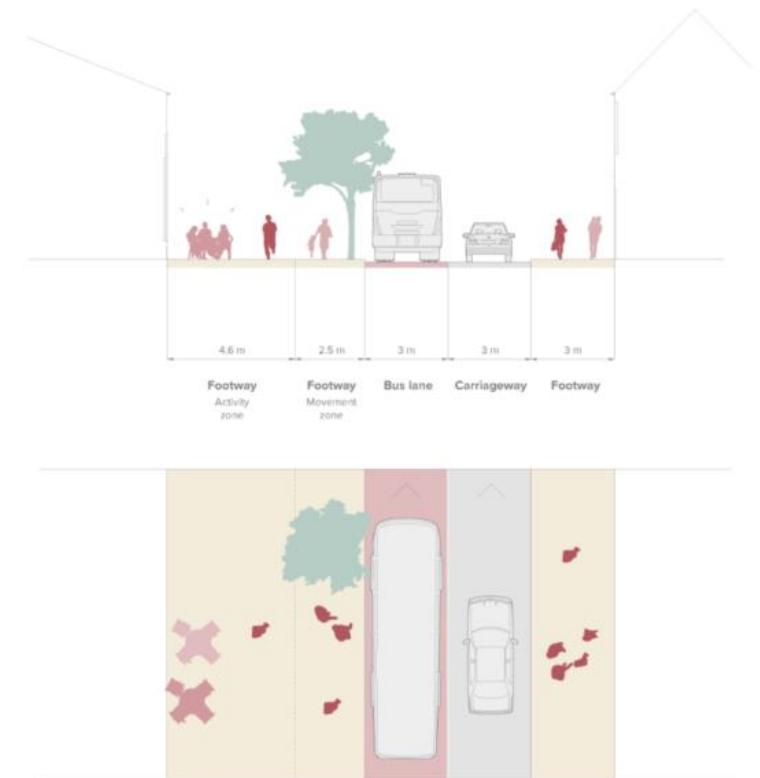 4.6 m 2.5 m 3 m 3 m 3 m
Footway Footway Bus lane Carriageway Footway
Activity Movement
zone zone